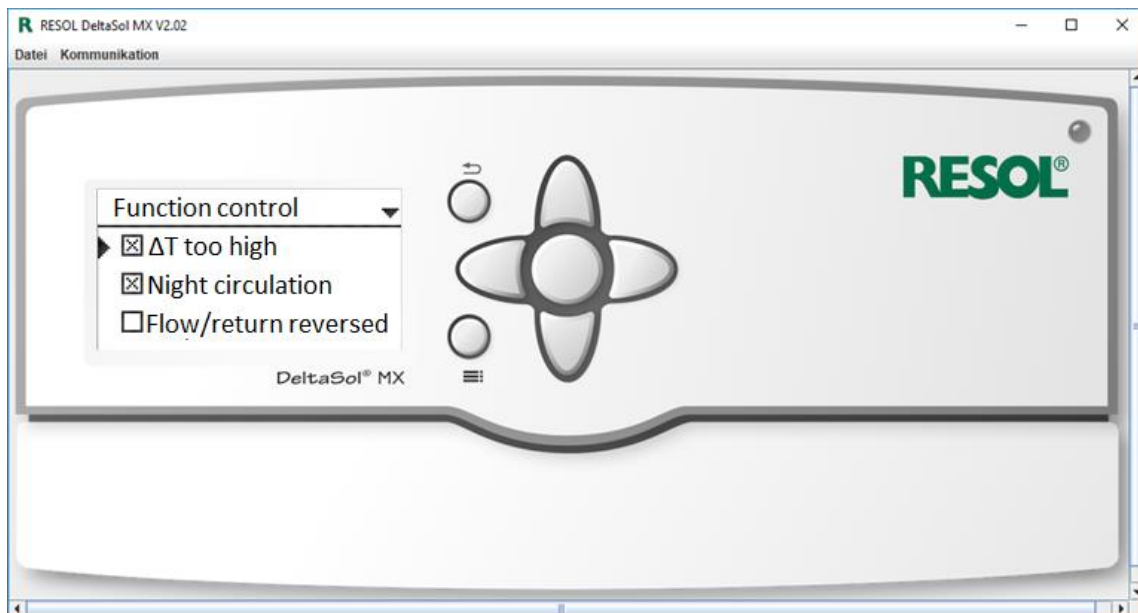 R RESOL DeltaSol MX V2.02
Datei Kommunikation
RESOL®
Function control
ΔT too high
Night circulation
Flow/return reversed
DeltaSol® MX